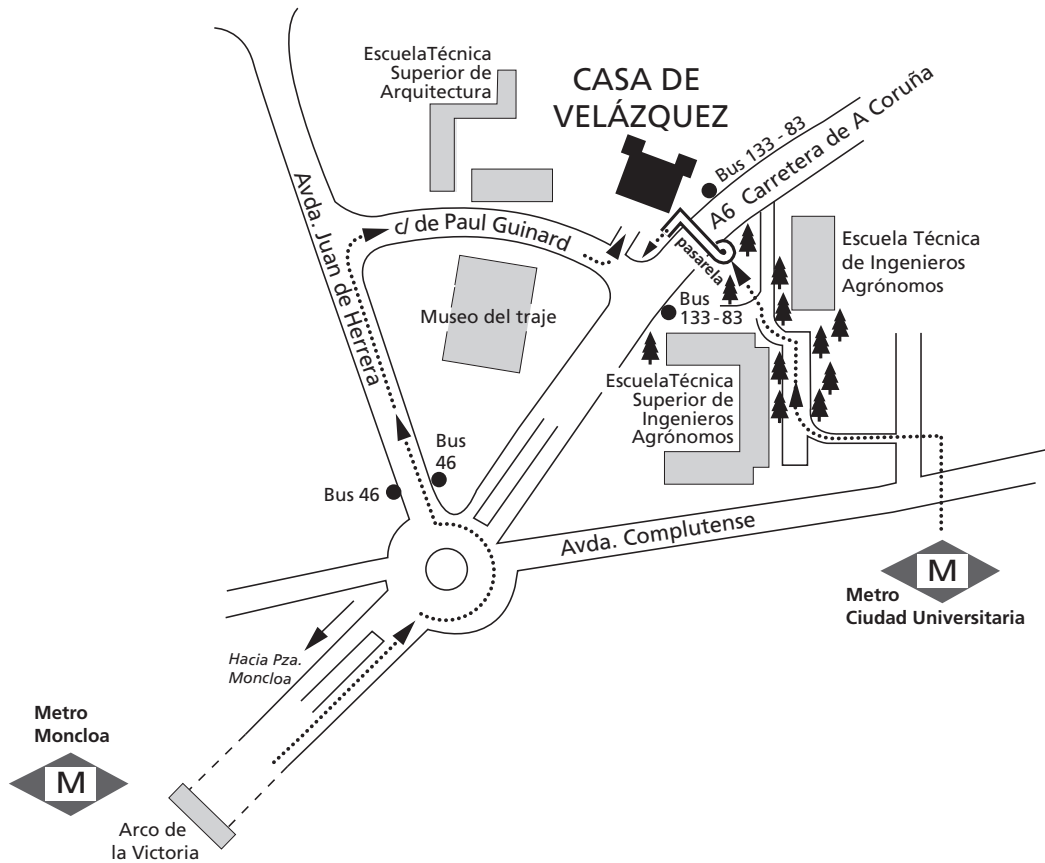 EscuelaTécnica
Superior de
Arquitectura
CASA DE
VELÁZQUEZ
Bus 133 - 83
A6 Carretera de A Coruña
Avda. Juan de Herrera
c/ de Paul Guinard
pasarela
Escuela Técnica
de Ingenieros
Agrónomos
Museo del traje
Bus
133 - 83
EscuelaTécnica
Superior de
Ingenieros
Agrónomos
Bus
46
Bus 46
Avda. Complutense
M
Metro
Ciudad Universitaria
Hacia Pza.
Moncloa
Metro
Moncloa
M
Arco de
la Victoria